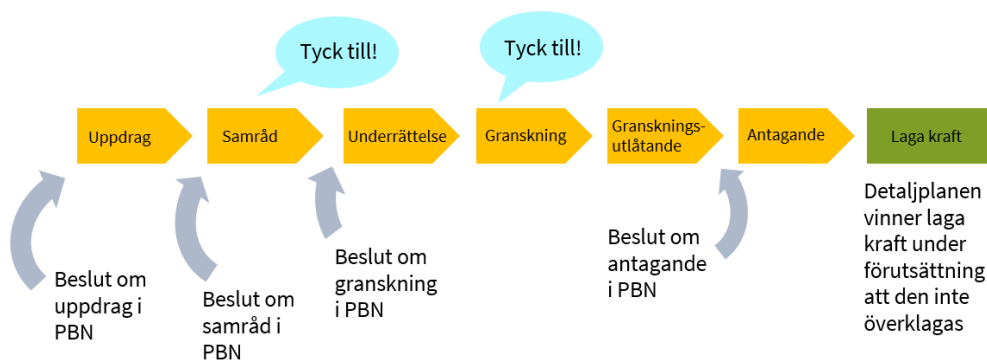 Tyck till!
Tyck till!
Uppdrag
Samråd
Underrättelse
Granskning
Gransknings-
utlåtande
Antagande
Laga kraft
Beslut om
uppdrag i
PBN
Beslut om
samråd i
PBN
Beslut om
granskning
i PBN
Beslut om
antagande
i PBN
Detaljplanen
vinner laga
kraft under
förutsättning
att den inte
överklagas